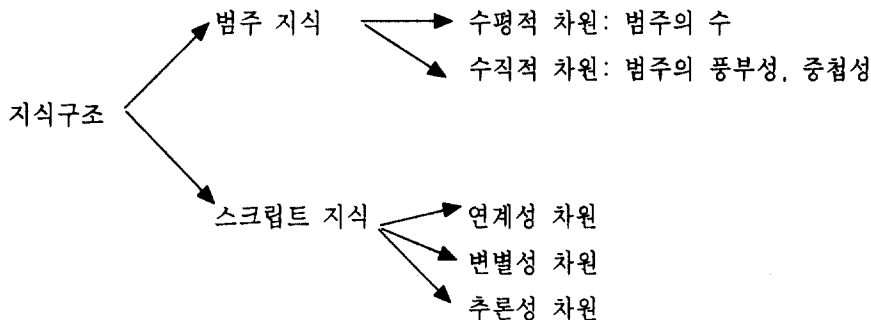 범주 지식
수평적 차원: 범주의 수
수직적 차원: 범주의 풍부성, 중첩성
지식구조
스크립트 지식
연계성 차원
변별성 차원
추론성 차원